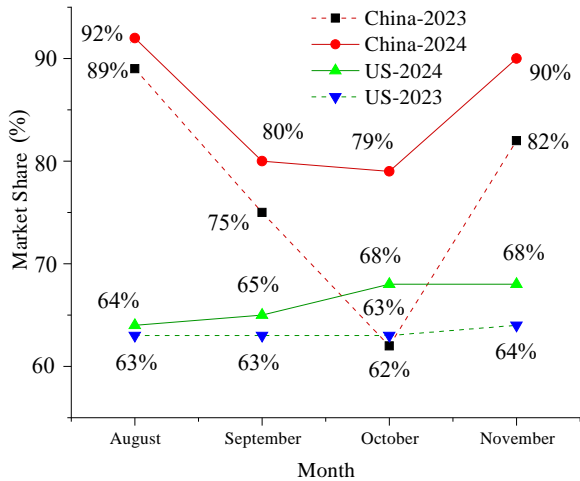 China-2023
China-2024
US-2024
US-2023
92%
89%
80%
75%
79%
90%
82%
68%
68%
65%
64%
63%
63%
63%
62%
64%
90
80
70
60
Market Share (%)
August
September
October
November
Month